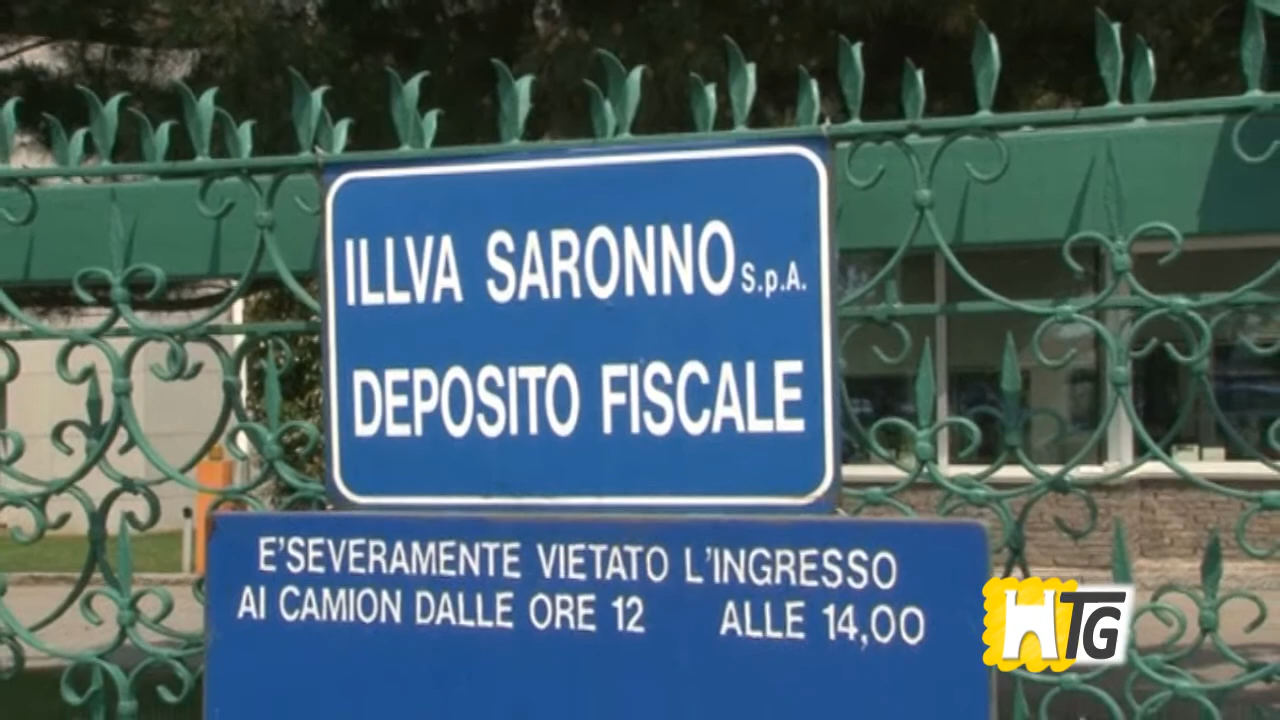 ILLVA SARONNO S.p.A.
DEPOSITO FISCALE
E'SEVERAMENTE VIETATO L'INGRESSO
AI CAMION DALLE ORE 12 ALLE 14,00
HTG